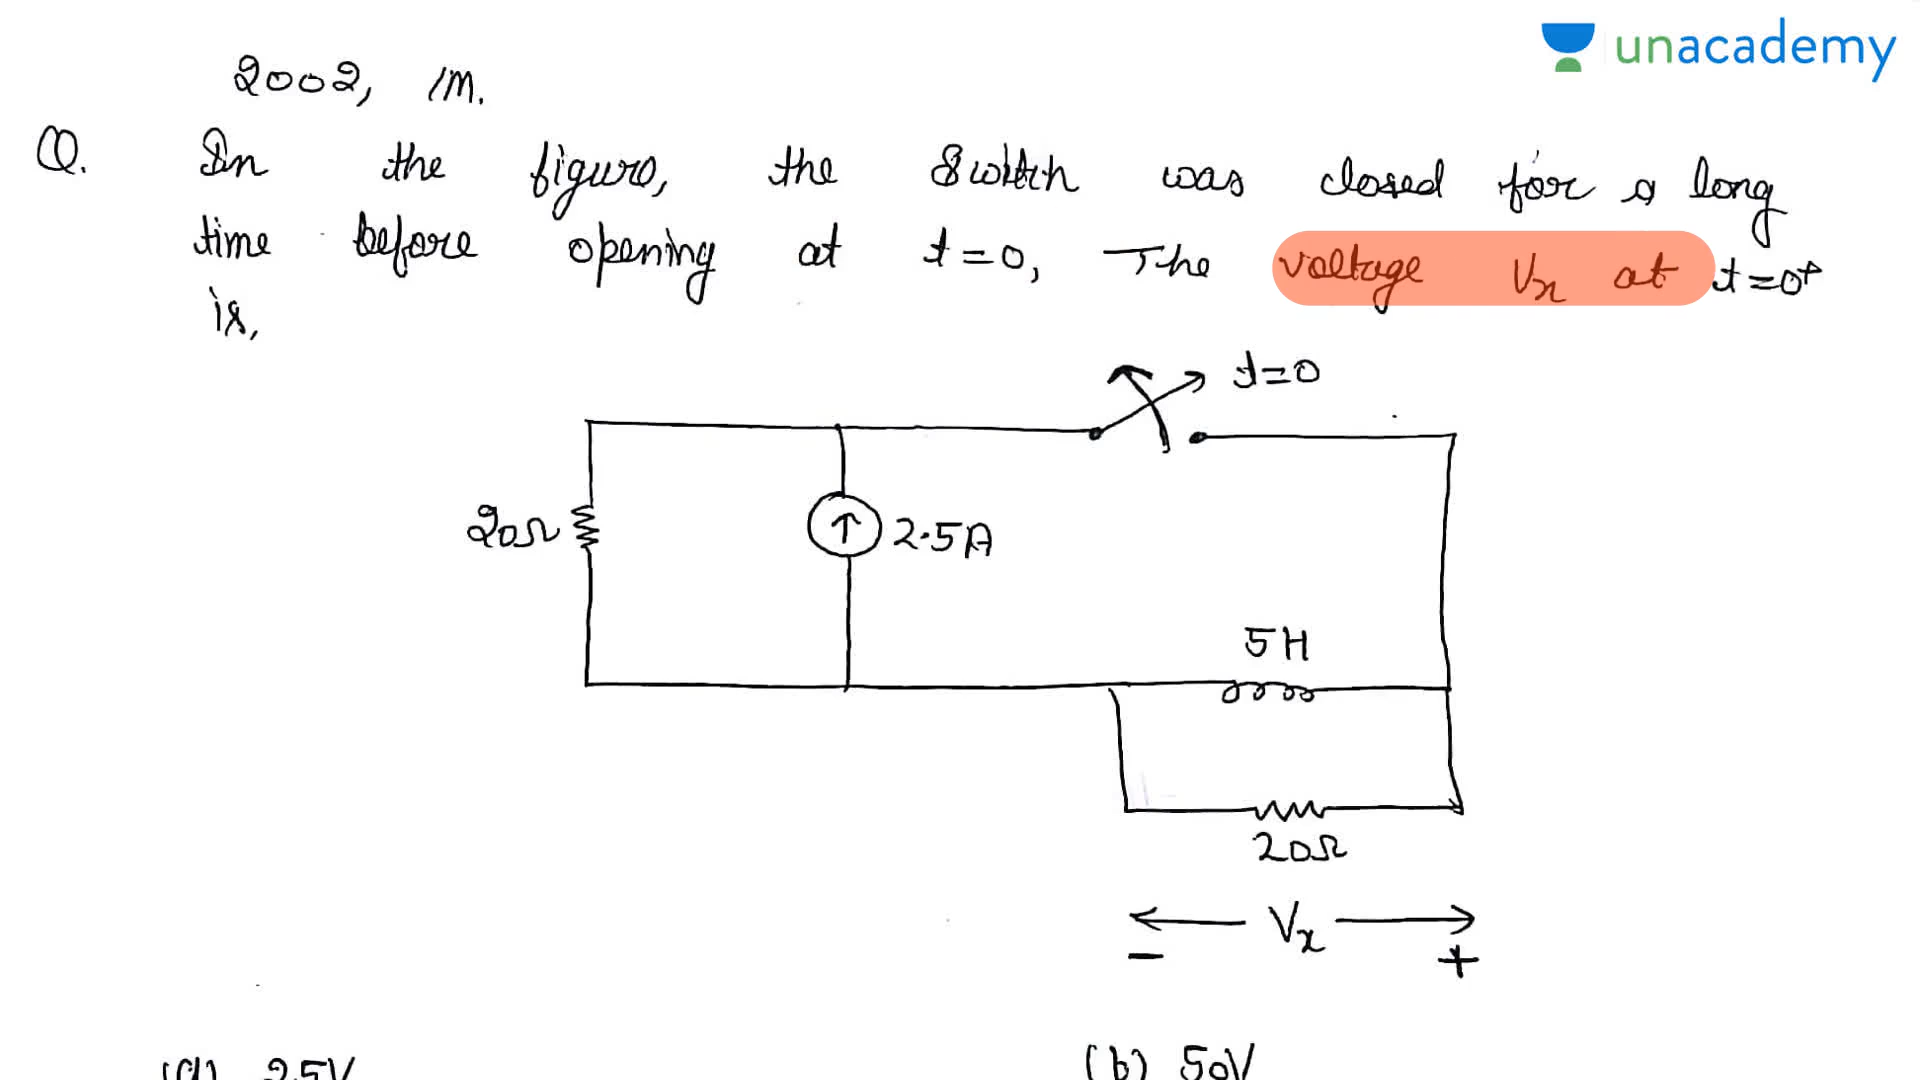 unacademy
2002, 1M.
Q. In the figure, the Switch was closed for a long
time before opening at t=0, The voltage Vx at t=0+
is,
t=0
20Ω
2.5A
5H
20Ω
Vx
- +
(a) 25V (b) 50V